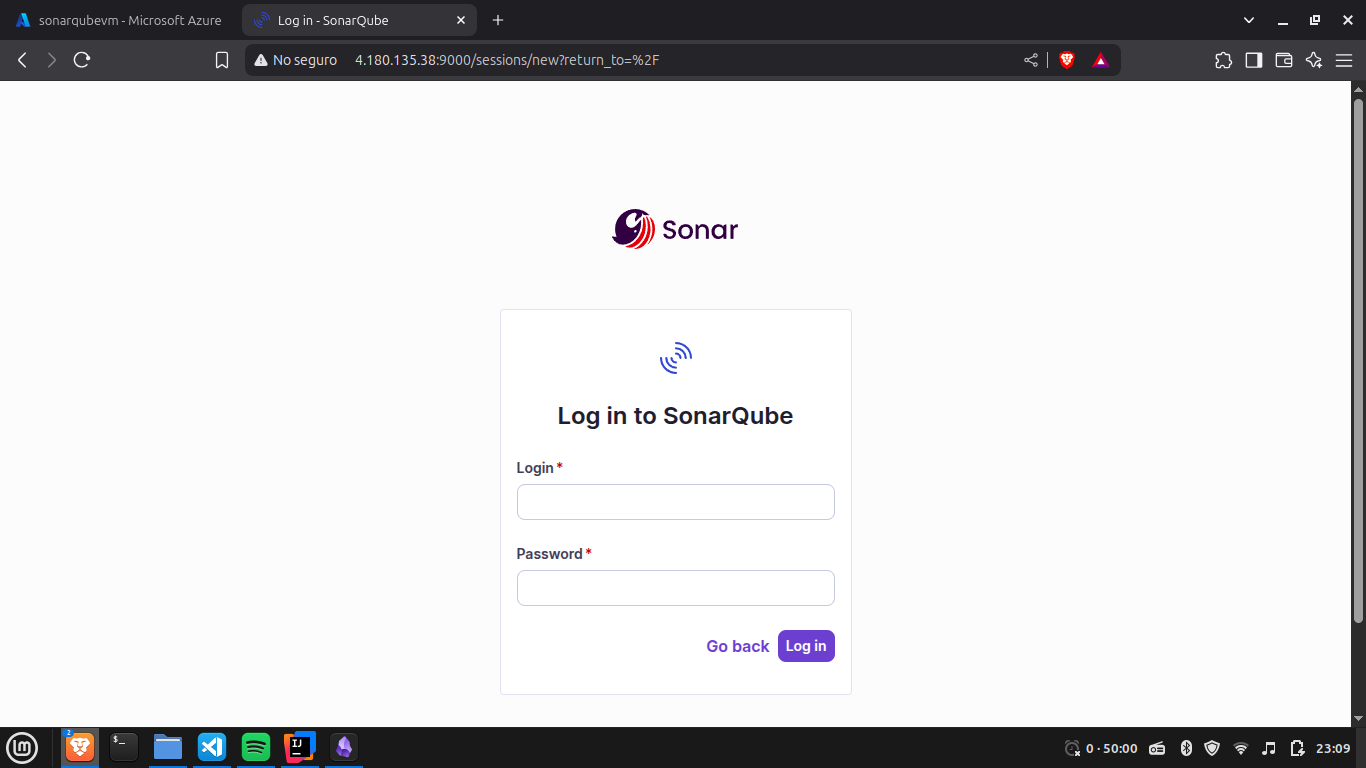 sonarqubevm - Microsoft Azure
Log in - SonarQube
No seguro
4.180.135.38:9000/sessions/new?return_to=%2F
Sonar
Log in to SonarQube
Login *
Password *
Go back
Log in
2
$_
IJ
0 · 50:00
23:09